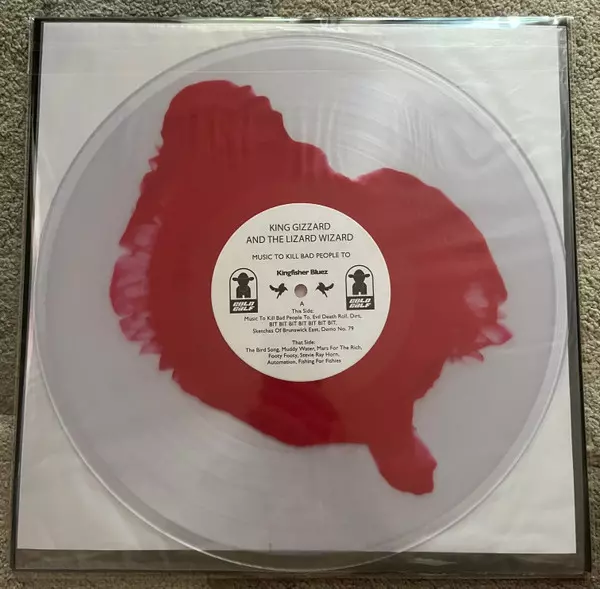 KING GIZZARD
AND THE LIZARD WIZARD
MUSIC TO KILL BAD PEOPLE TO
Kingfisher Bluez
GOLD
CALF
GOLD
CALF
A
This Side:
Music To Kill Bad People To, Evil Death Roll, Dirt,
BIT BIT BIT BIT BIT BIT BIT,
Sketches Of Brunswick East, Demo No. 79
That Side:
The Bird Song, Muddy Water, Mars For The Rich,
Footy Footy, Stevie Ray Horn,
Automation, Fishing For Fishies